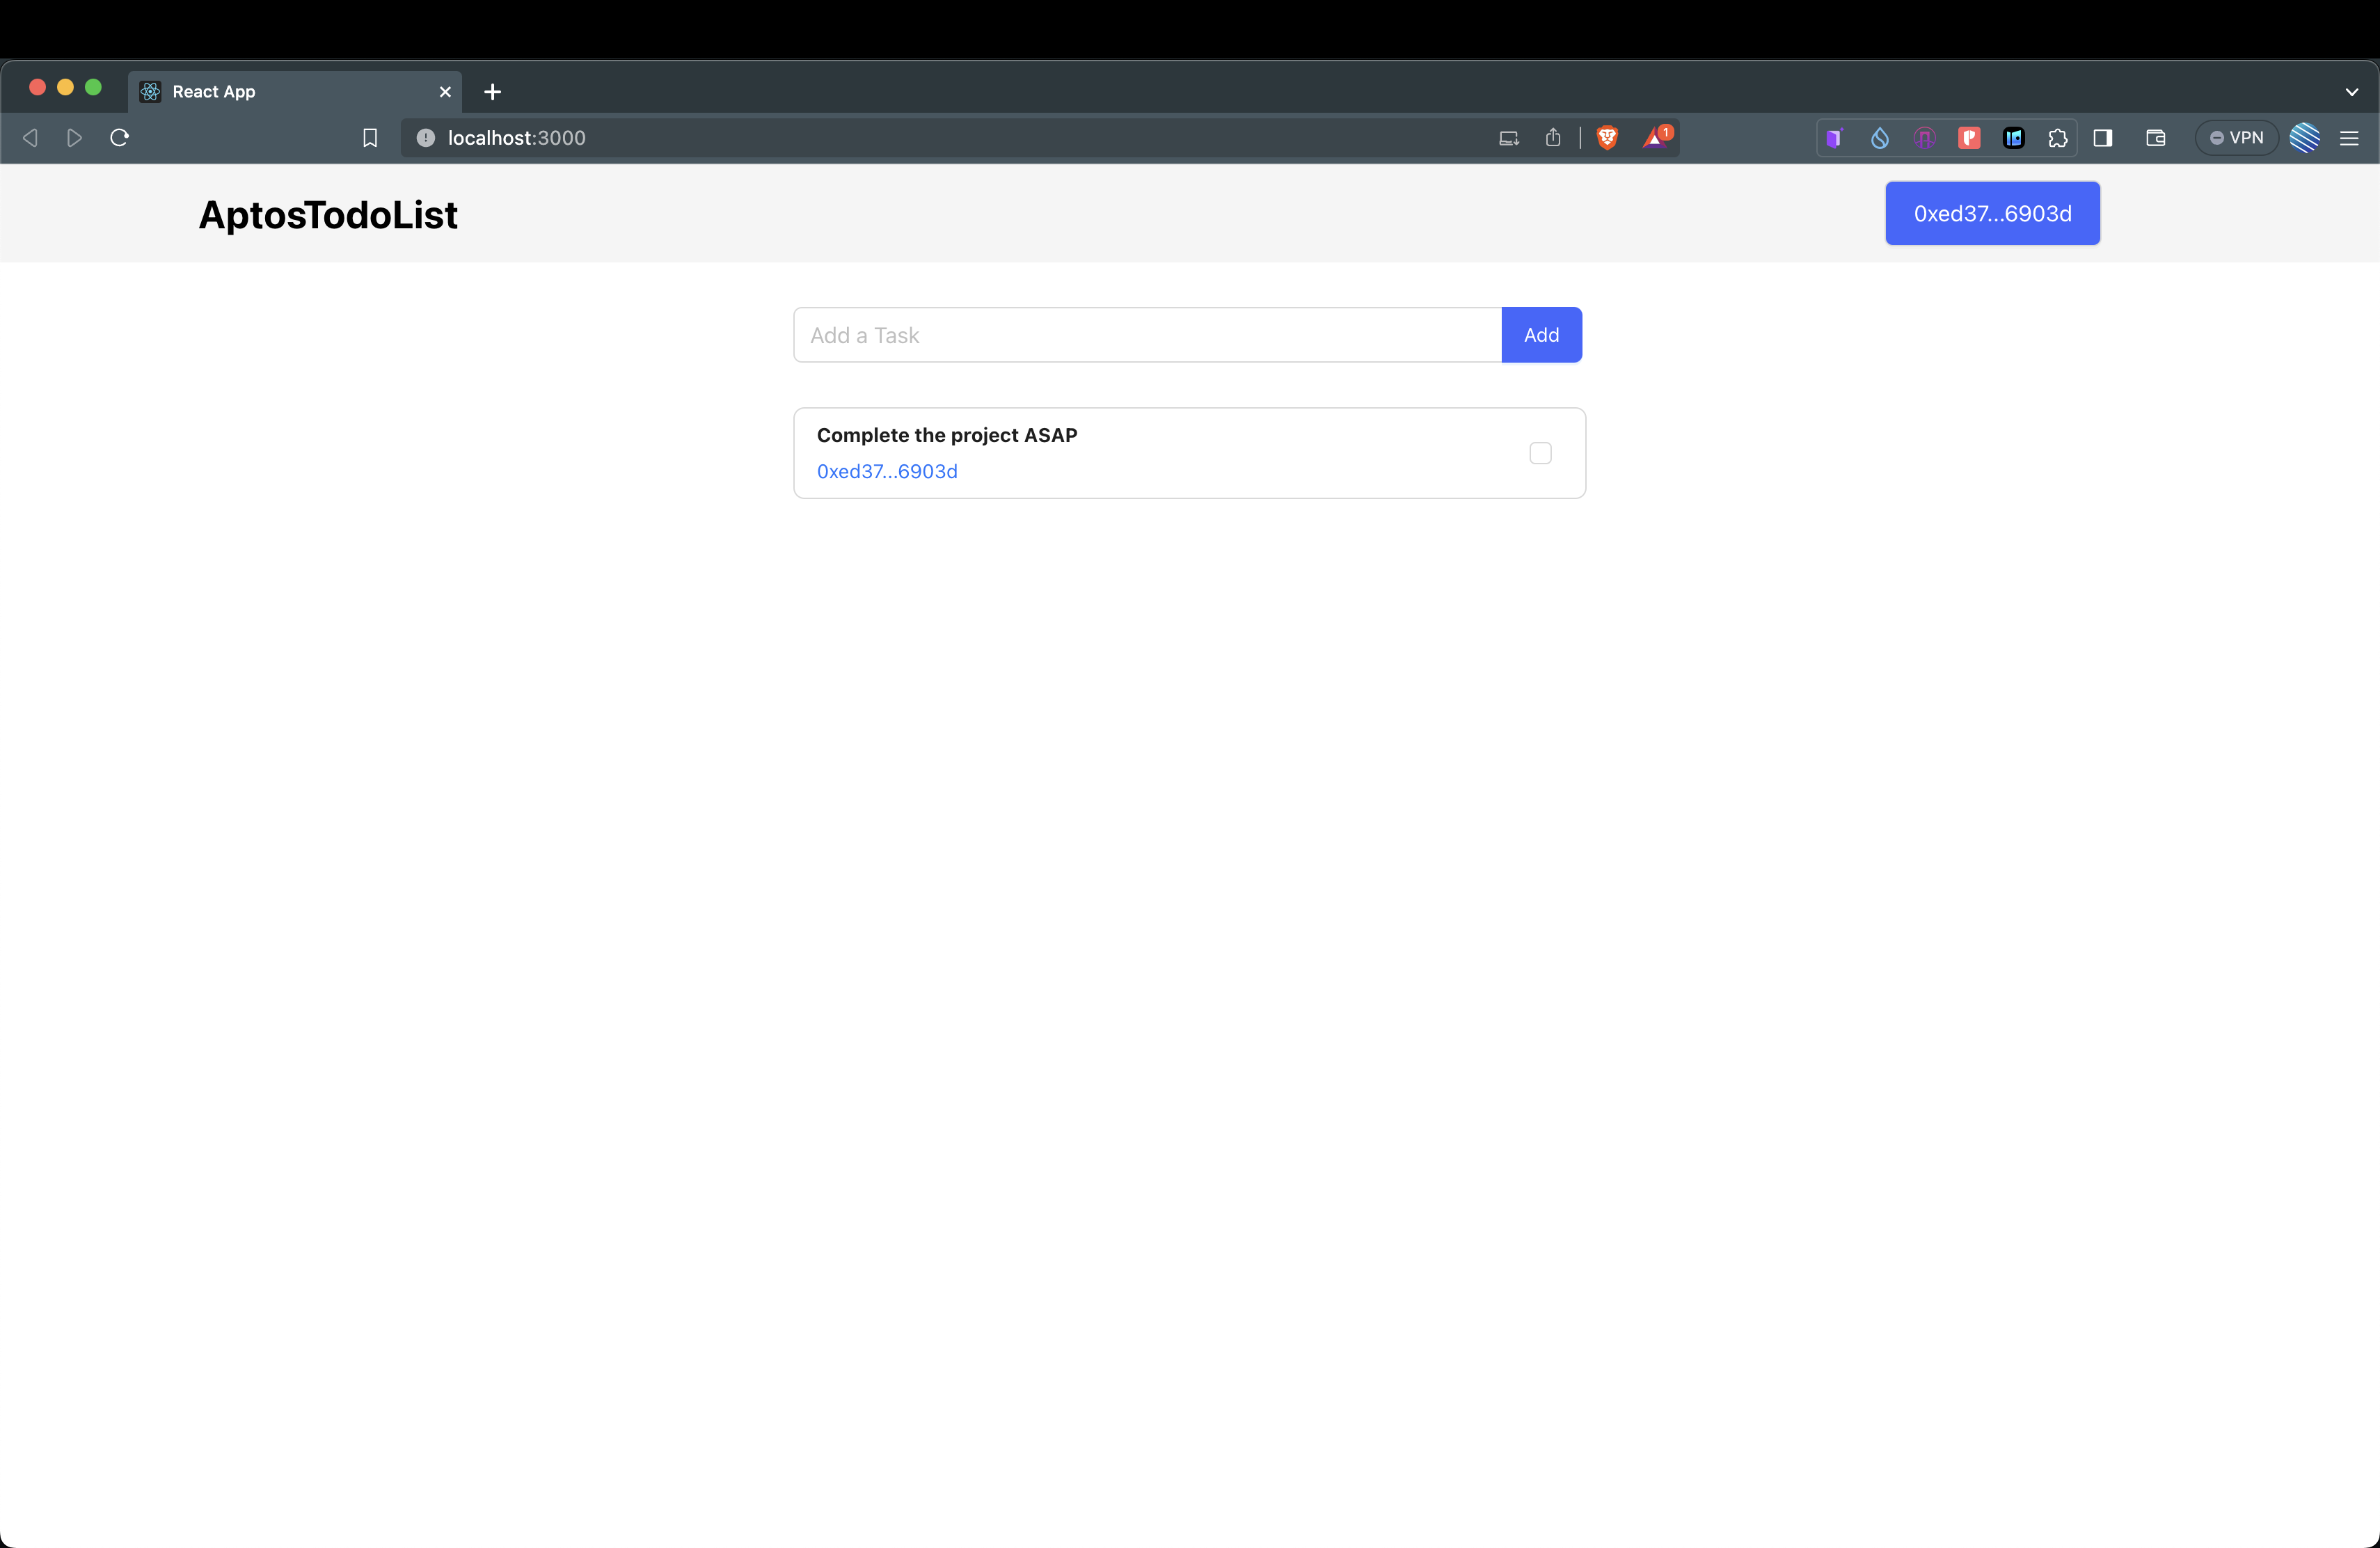 React App
localhost:3000
1
VPN
AptosTodoList
0xed37...6903d
Add a Task
Add
Complete the project ASAP
0xed37...6903d